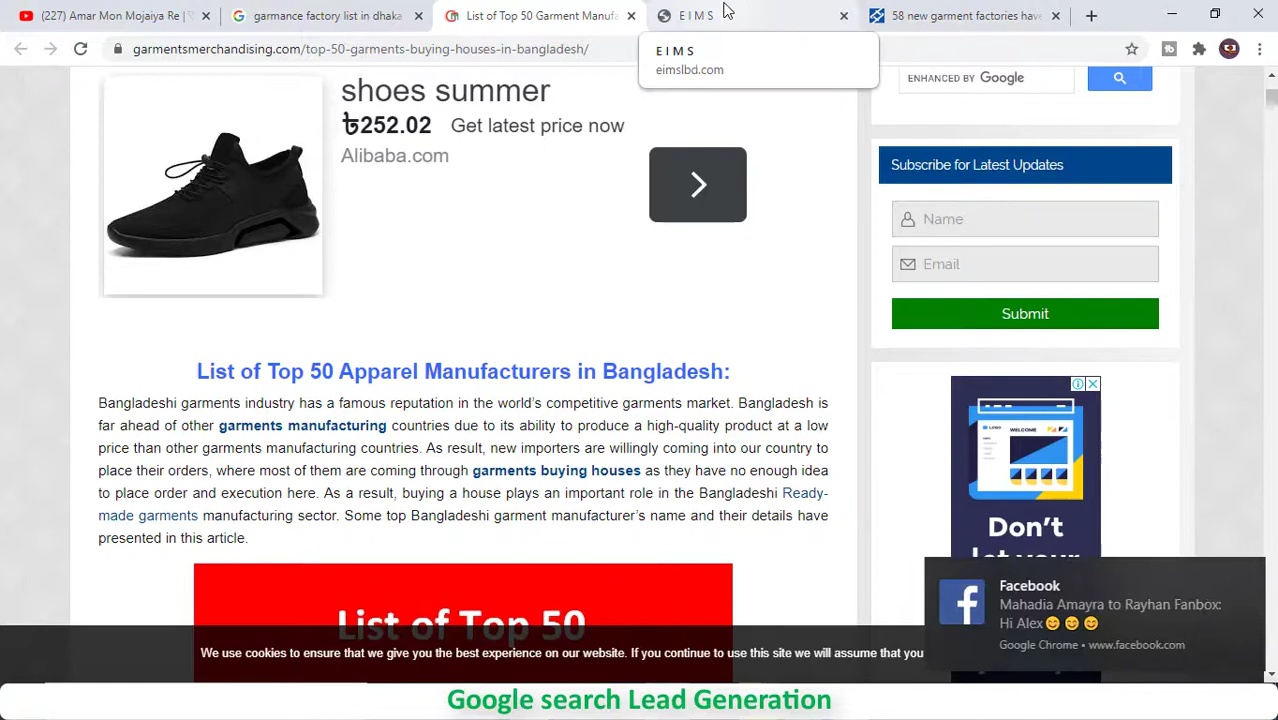 (227) Amar Mon Mojaiya Re |
garmance factory list in dhaka
List of Top 50 Garment Manufa
E I M S
58 new garment factories have
garmentsmerchandising.com/top-50-garments-buying-houses-in-bangladesh/
E I M S
eimslbd.com
shoes summer
৳252.02 Get latest price now
Alibaba.com
ENHANCED BY Google
Subscribe for Latest Updates
Name
Email
Submit
List of Top 50 Apparel Manufacturers in Bangladesh:
Bangladeshi garments industry has a famous reputation in the world's competitive garments market. Bangladesh is
far ahead of other garments manufacturing countries due to its ability to produce a high-quality product at a low
price than other garments manufacturing countries. As result, new importers are willingly coming into our country to
place their orders, where most of them are coming through garments buying houses as they have no enough idea
to place order and execution here. As a result, buying a house plays an important role in the Bangladeshi Ready-
made garments manufacturing sector. Some top Bangladeshi garment manufacturer's name and their details have
presented in this article.
List of Top 50
Don't
let your
Facebook
Mahadia Amayra to Rayhan Fanbox:
Hi Alex😊 😊 😊
Google Chrome • www.facebook.com
We use cookies to ensure that we give you the best experience on our website. If you continue to use this site we will assume that you
Google search Lead Generation